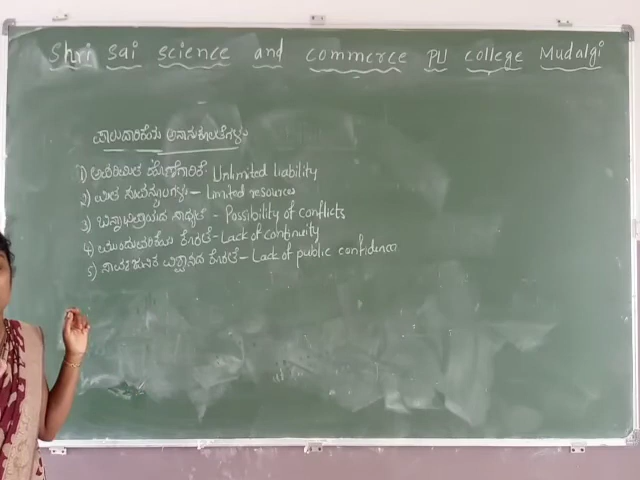 Shri Sai Science and commerce PU college Mudalgi
ಪಾಲುದಾರಿಕೆಯ ಅನಾನುಕೂಲತೆಗಳು
1) ಅಪರಿಮಿತ ಹೊಣೆಗಾರಿಕೆ - Unlimited liability
2) ಮಿತ ಸಂಪನ್ಮೂಲಗಳು - Limited resources
3) ಭಿನ್ನಾಭಿಪ್ರಾಯದ ಸಾಧ್ಯತೆ - Possibility of conflicts
4) ಮುಂದುವರಿಕೆಯ ಕೊರತೆ - Lack of continuity
5) ಸಾರ್ವಜನಿಕ ವಿಶ್ವಾಸದ ಕೊರತೆ - Lack of public confidence